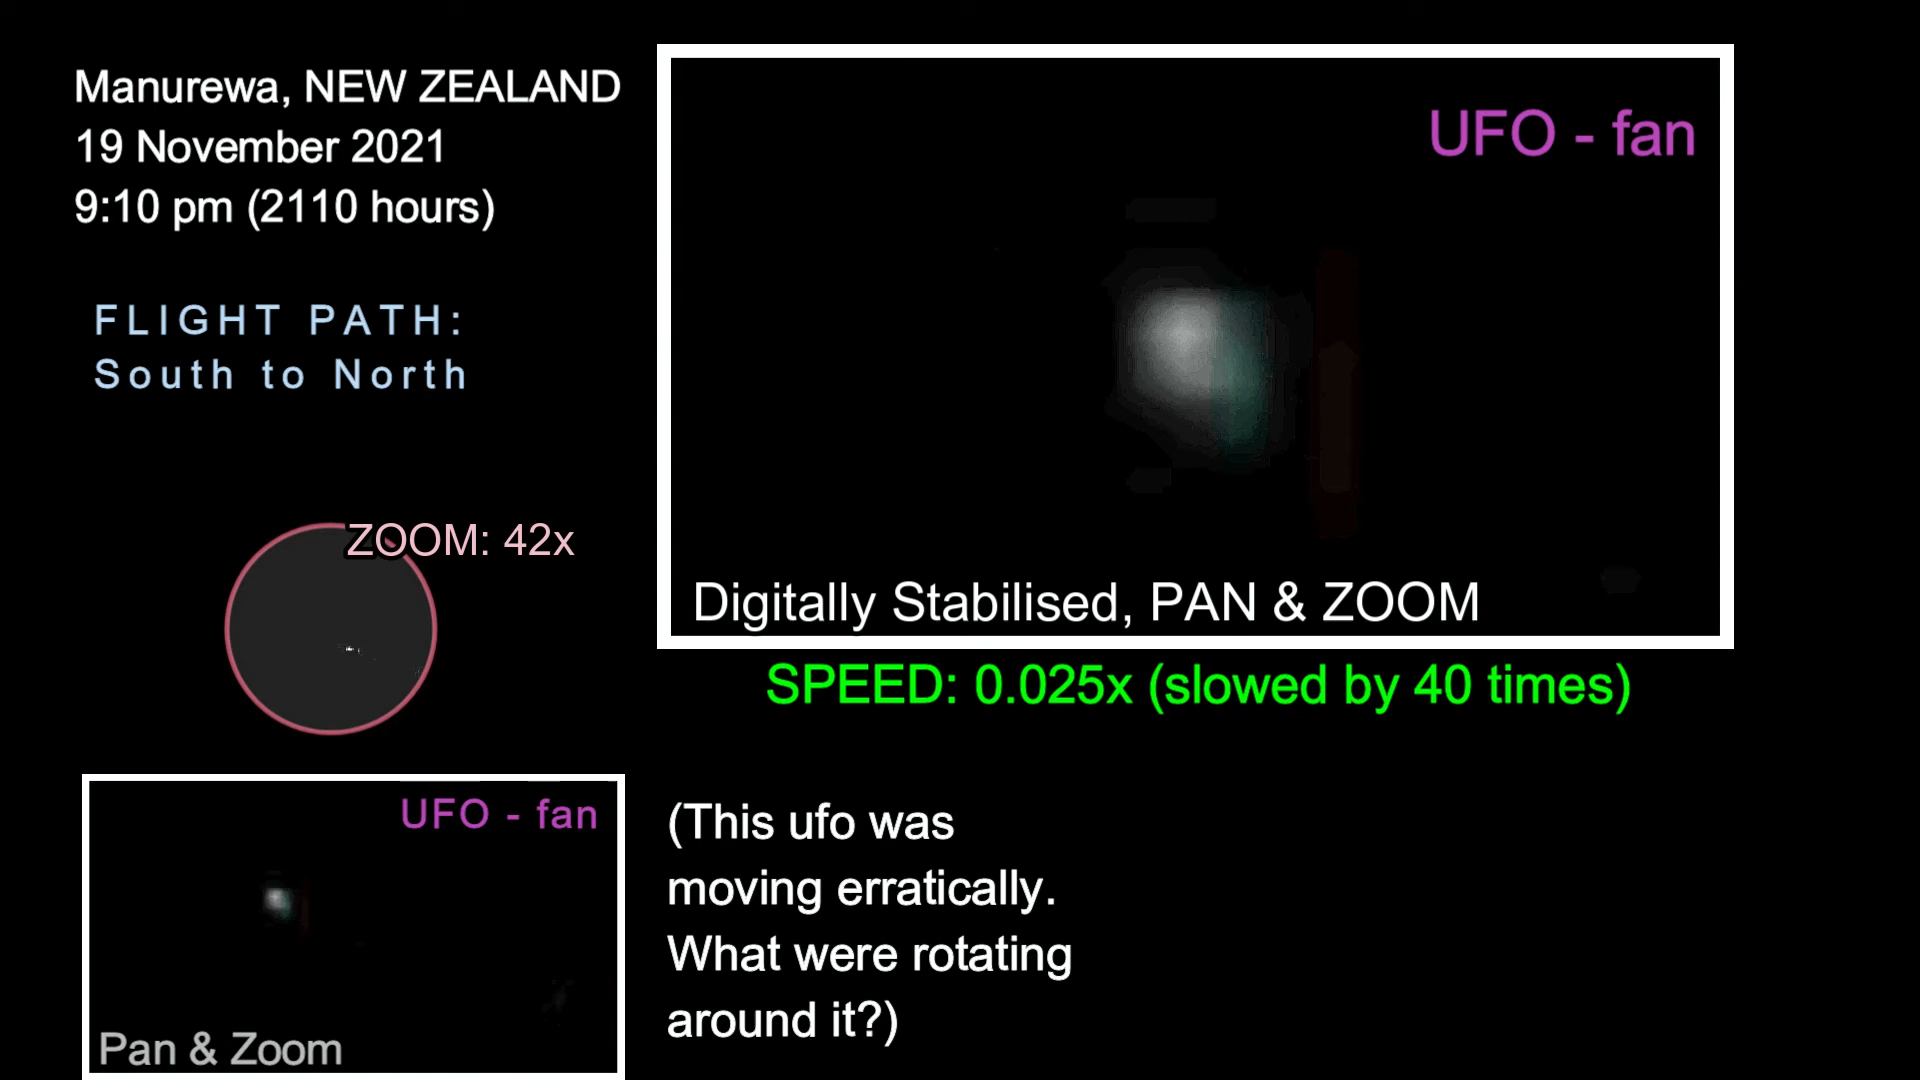 Manurewa, NEW ZEALAND
19 November 2021
9:10 pm (2110 hours)
FLIGHT PATH:
South to North
ZOOM: 42x
UFO - fan
Digitally Stabilised, PAN & ZOOM
SPEED: 0.025x (slowed by 40 times)
UFO - fan
Pan & Zoom
(This ufo was
moving erratically.
What were rotating
around it?)